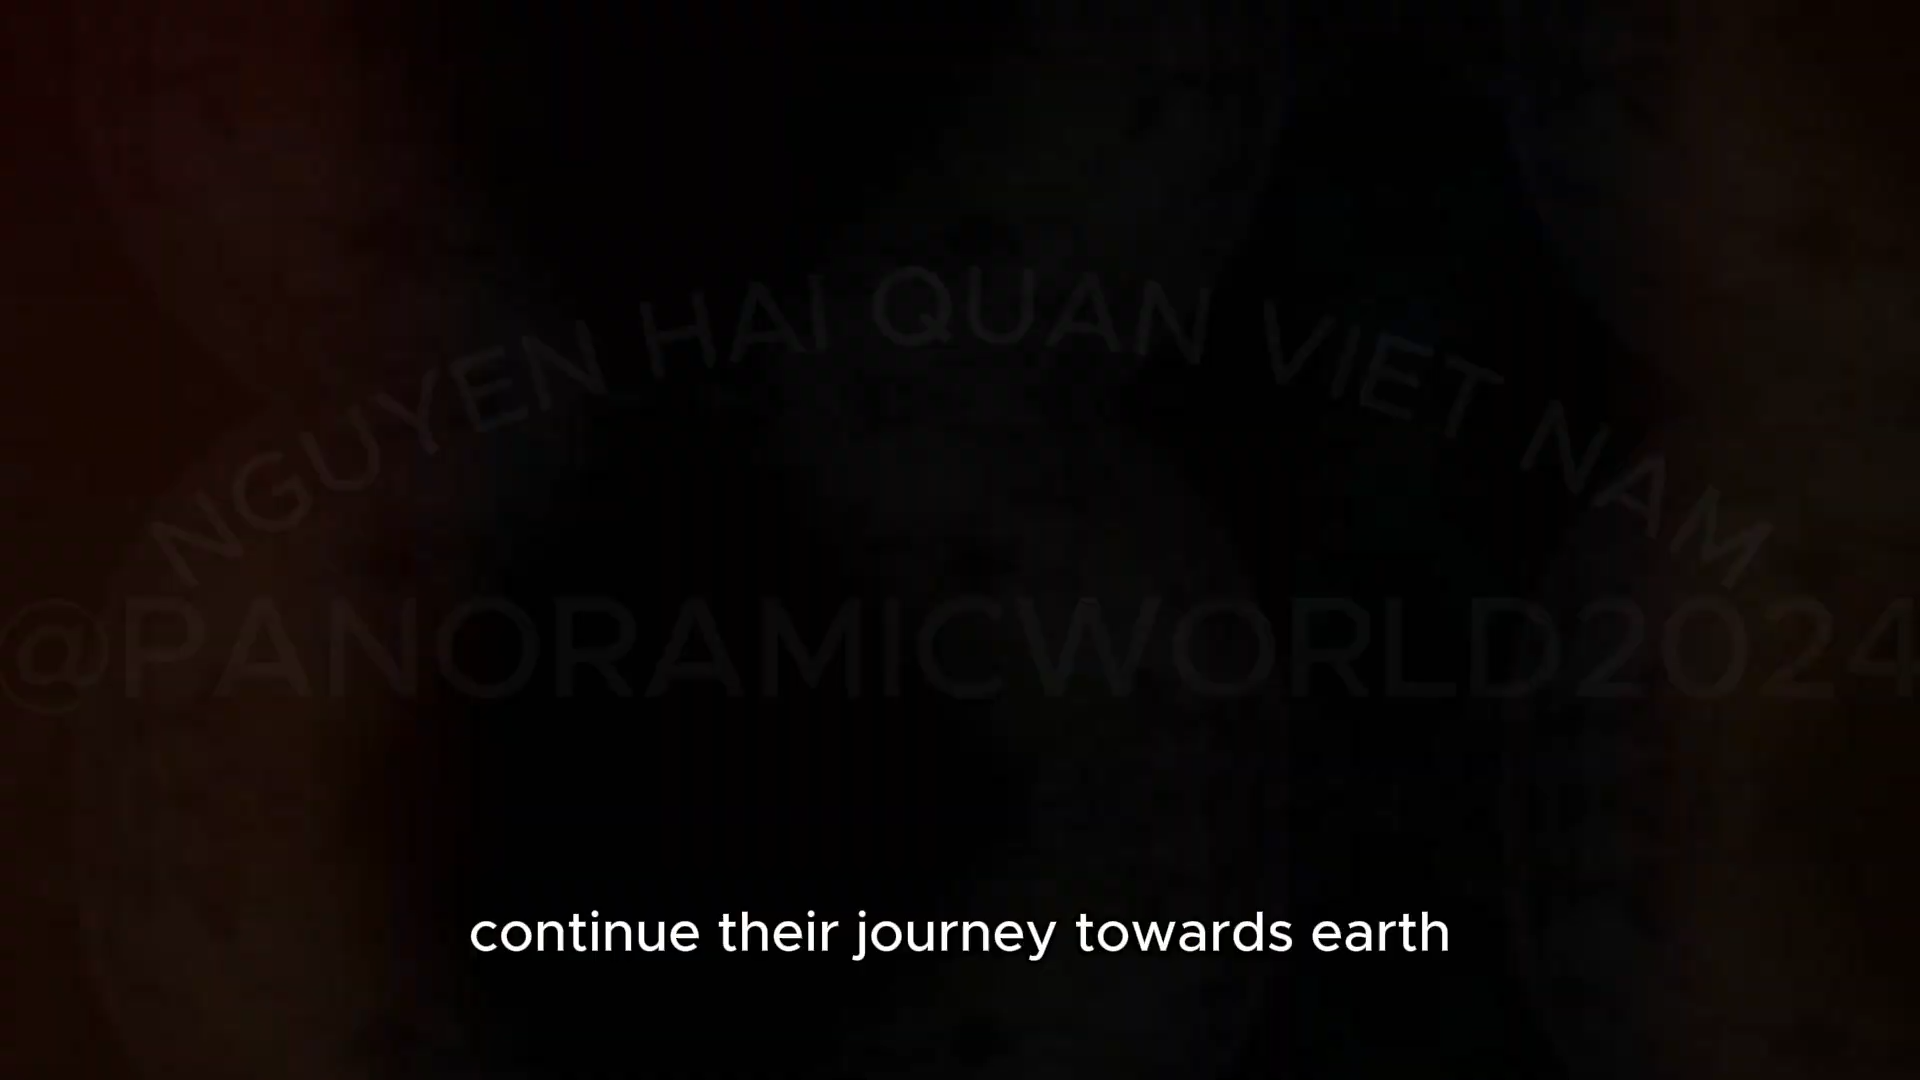 NGUYEN HAI QUAN VIET NAM
@PANORAMICWORLD2024
continue their journey towards earth